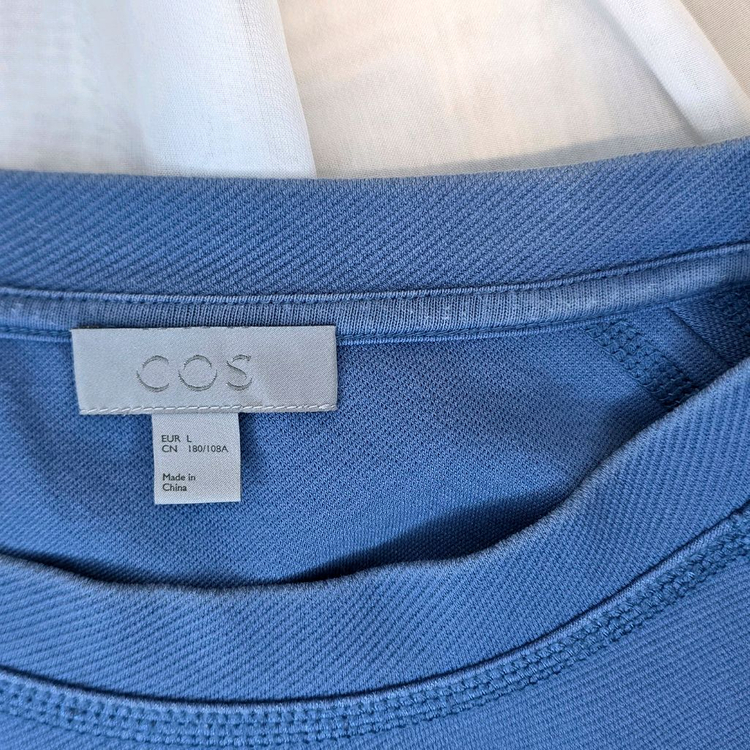 COS
EUR L
CN 180/108A
Made in
China